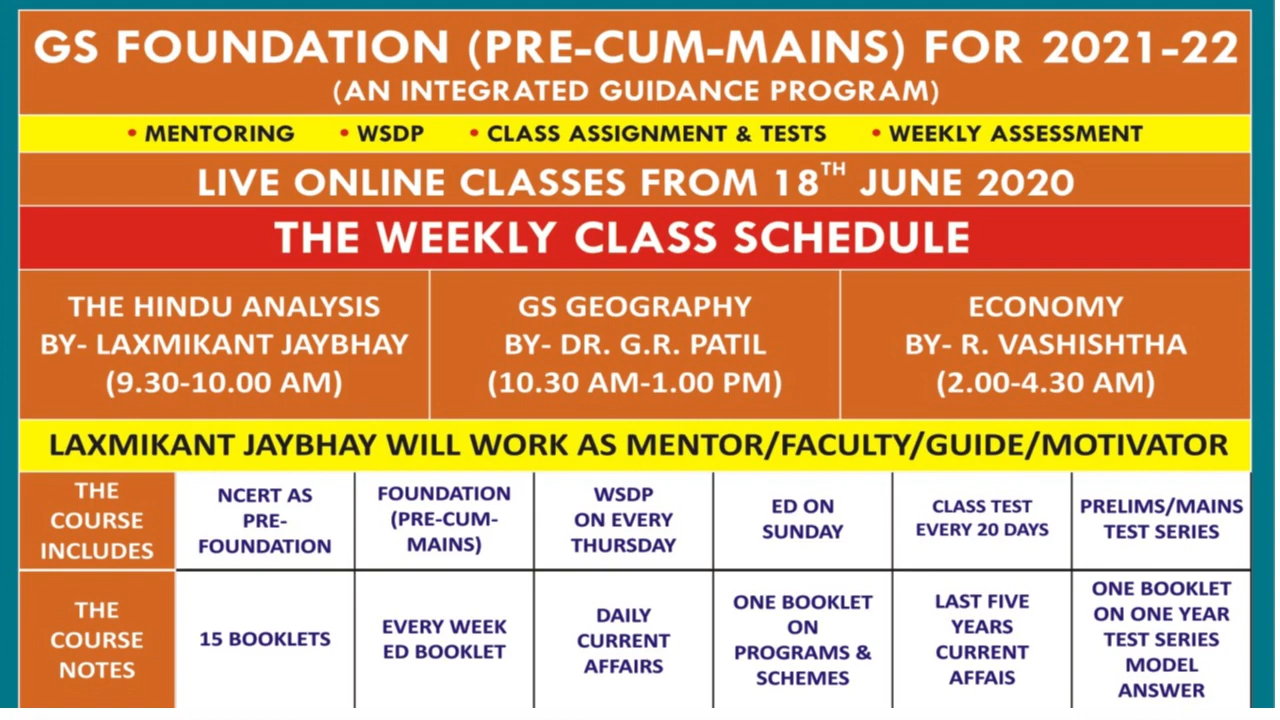 GS FOUNDATION (PRE-CUM-MAINS) FOR 2021-22
(AN INTEGRATED GUIDANCE PROGRAM)
• MENTORING • WSDP • CLASS ASSIGNMENT & TESTS • WEEKLY ASSESSMENT
LIVE ONLINE CLASSES FROM 18TH JUNE 2020
THE WEEKLY CLASS SCHEDULE
THE HINDU ANALYSIS
BY- LAXMIKANT JAYBHAY
(9.30-10.00 AM)
GS GEOGRAPHY
BY- DR. G.R. PATIL
(10.30 AM-1.00 PM)
ECONOMY
BY- R. VASHISHTHA
(2.00-4.30 AM)
LAXMIKANT JAYBHAY WILL WORK AS MENTOR/FACULTY/GUIDE/MOTIVATOR
THE
COURSE
INCLUDES
NCERT AS
PRE-
FOUNDATION
FOUNDATION
(PRE-CUM-
MAINS)
WSDP
ON EVERY
THURSDAY
ED ON
SUNDAY
CLASS TEST
EVERY 20 DAYS
PRELIMS/MAINS
TEST SERIES
THE
COURSE
NOTES
15 BOOKLETS
EVERY WEEK
ED BOOKLET
DAILY
CURRENT
AFFAIRS
ONE BOOKLET
ON
PROGRAMS &
SCHEMES
LAST FIVE
YEARS
CURRENT
AFFAIS
ONE BOOKLET
ON ONE YEAR
TEST SERIES
MODEL
ANSWER